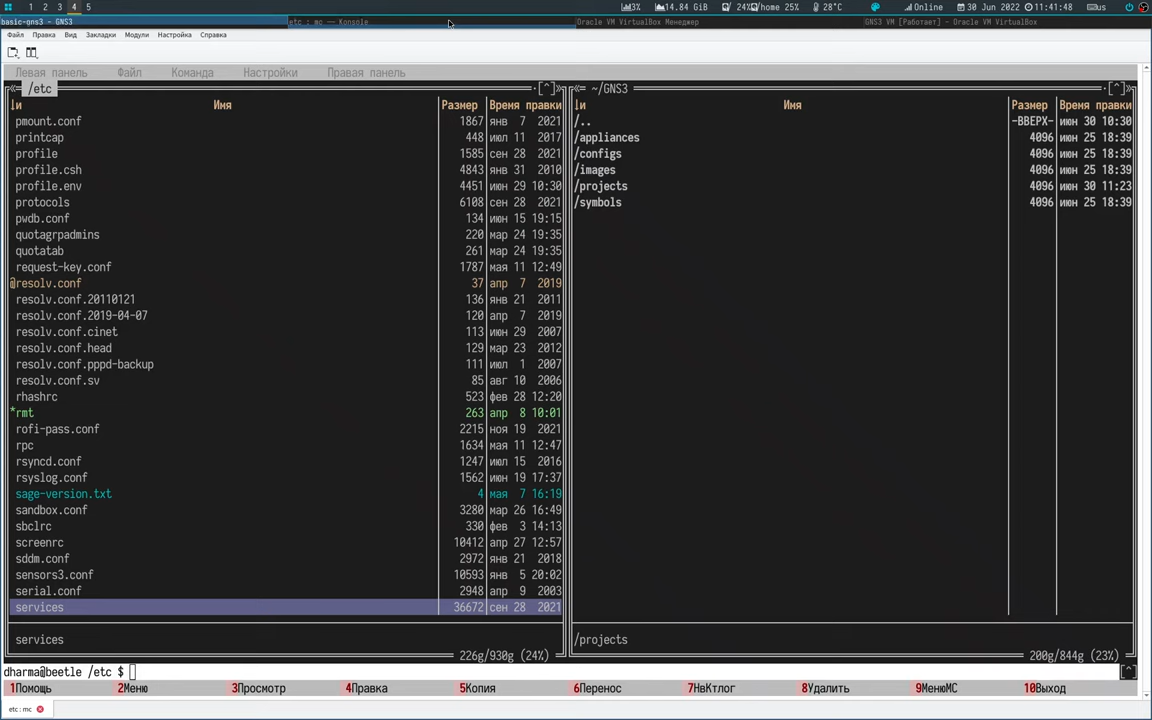 1 2 3 4 5 3% 14.84 GiB / 24%/home 25% 28°C Online 30 Jun 2022 11:41:48 us
basic-gns3 - GNS3 etc : mc — Konsole Oracle VM VirtualBox Менеджер GNS3 VM [Работает] - Oracle VM VirtualBox
Файл Правка Вид Закладки Модули Настройка Справка
Левая панель Файл Команда Настройки Правая панель
/etc [^] ~/GNS3 [^]
↓и Имя Размер Время правки ↓и Имя Размер Время правки
pmount.conf 1867 янв 7 2021 /.. -ВВЕРХ- июн 30 10:30
printcap 448 июл 11 2017 /appliances 4096 июн 25 18:39
profile 1585 сен 28 2021 /configs 4096 июн 25 18:39
profile.csh 4843 янв 31 2010 /images 4096 июн 25 18:39
profile.env 4451 июн 29 10:30 /projects 4096 июн 30 11:23
protocols 6108 сен 28 2021 /symbols 4096 июн 25 18:39
pwdb.conf 134 июн 15 19:15
quotagrpadmins 220 мар 24 19:35
quotatab 261 мар 24 19:35
request-key.conf 1787 мая 11 12:49
@resolv.conf 37 апр 7 2019
resolv.conf.20110121 136 янв 21 2011
resolv.conf.2019-04-07 120 апр 7 2019
resolv.conf.cinet 113 июн 29 2007
resolv.conf.head 129 мар 23 2012
resolv.conf.pppd-backup 111 июл 1 2007
resolv.conf.sv 85 авг 10 2006
rhashrc 523 фев 28 12:20
*rmt 263 апр 8 10:01
rofi-pass.conf 2215 ноя 19 2021
rpc 1634 мая 11 12:47
rsyncd.conf 1247 июл 15 2016
rsyslog.conf 1562 июн 19 17:37
sage-version.txt 4 мая 7 16:19
sandbox.conf 3280 мар 26 16:49
sbclrc 330 фев 3 14:13
screenrc 10412 апр 27 12:57
sddm.conf 2972 янв 21 2018
sensors3.conf 10593 янв 5 20:02
serial.conf 2948 апр 9 2003
services 36672 сен 28 2021
services /projects
226g/930g (24%) 200g/844g (23%)
dharma@beetle /etc $ [^]
1Помощь 2Меню 3Просмотр 4Правка 5Копия 6Перенос 7НвКтлог 8Удалить 9МенюMC 10Выход
etc : mc